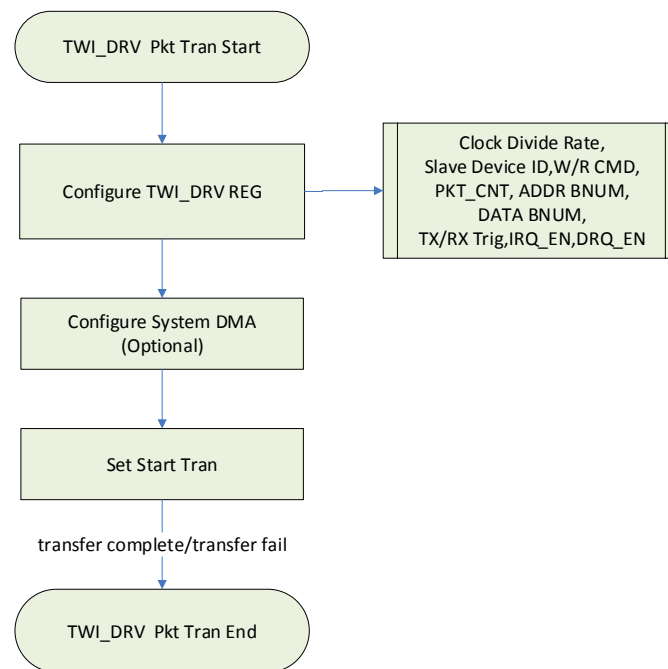 TWI_DRV Pkt Tran Start
Configure TWI_DRV REG
Clock Divide Rate,
Slave Device ID,W/R CMD,
PKT_CNT, ADDR BNUM,
DATA BNUM,
TX/RX Trig,IRQ_EN,DRQ_EN
Configure System DMA
(Optional)
Set Start Tran
transfer complete/transfer fail
TWI_DRV Pkt Tran End